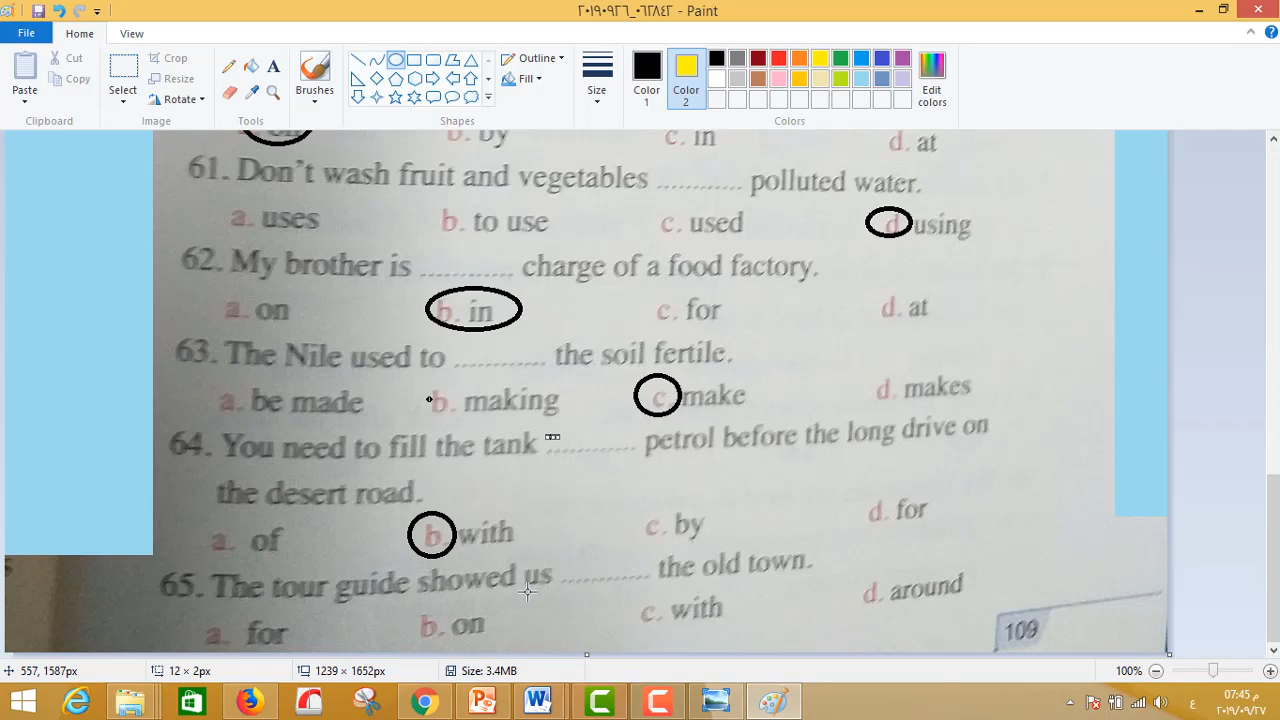 ٢٠١٩٠٩٢٦_٠٦٢٨٤٢ - Paint
File Home View
Paste Cut Copy Select Crop Resize Rotate Brushes Outline Fill Size Color 1 Color 2 Edit colors
Clipboard Image Tools Shapes Colors
a. on b. by c. in d. at
61. Don't wash fruit and vegetables ............ polluted water.
a. uses b. to use c. used d. using
62. My brother is ............ charge of a food factory.
a. on b. in c. for d. at
63. The Nile used to ............ the soil fertile.
a. be made b. making c. make d. makes
64. You need to fill the tank ............ petrol before the long drive on
the desert road.
a. of b. with c. by d. for
65. The tour guide showed us ............ the old town.
a. for b. on c. with d. around
109
557, 1587px 12 × 2px 1239 × 1652px Size: 3.4MB 100%
ع 07:45 م
٢٠١٩/٠٩/٢٧